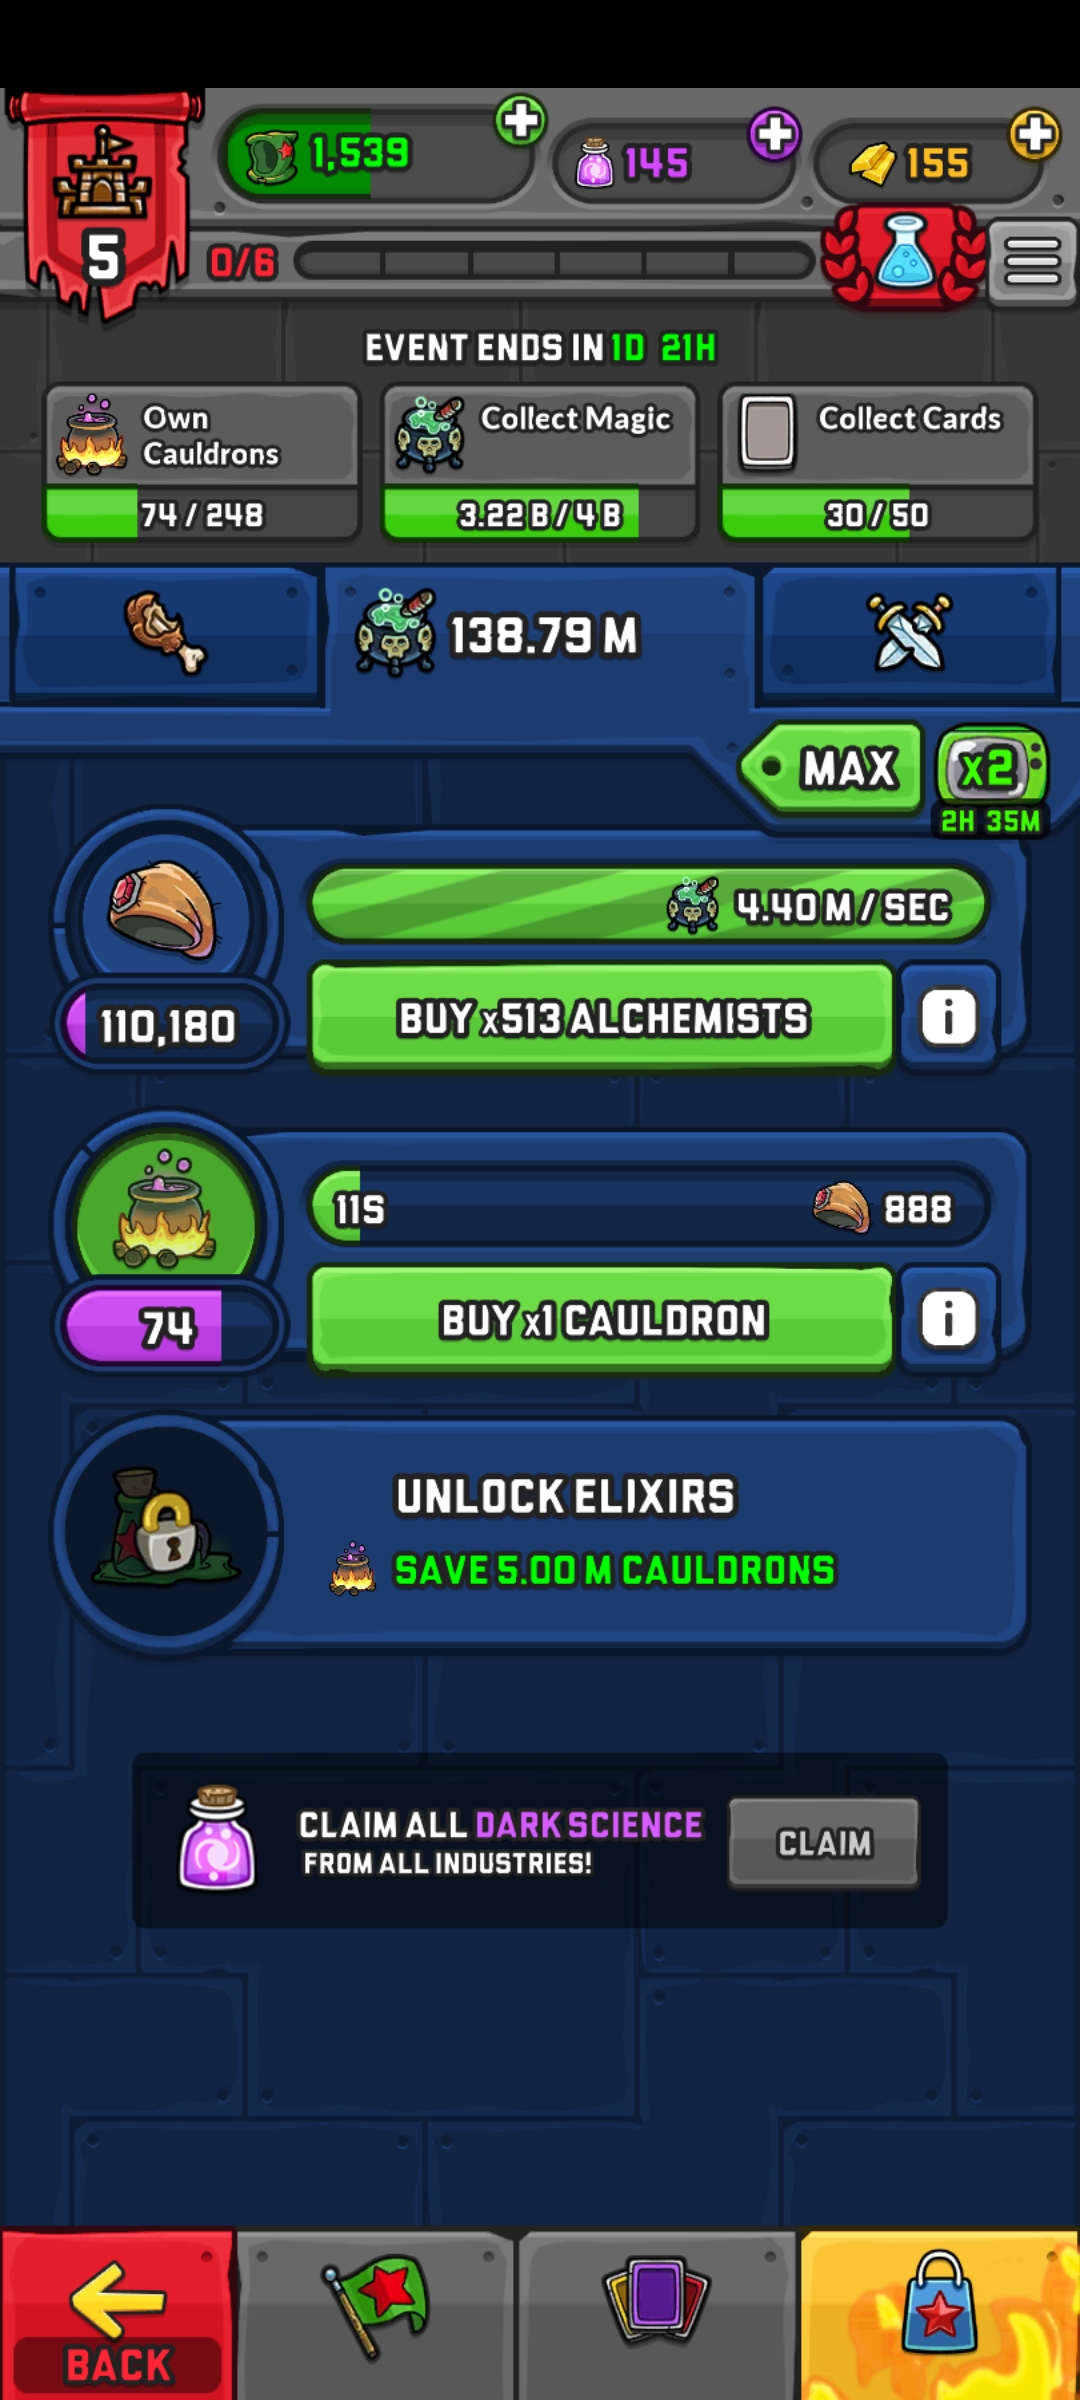 1,539
145
155
5
0/6
EVENT ENDS IN 1D 21H
Own
Cauldrons
74 / 248
Collect Magic
3.22 B / 4 B
Collect Cards
30 / 50
138.79 M
MAX
x2
2H 35M
4.40 M / SEC
110,180
BUY x513 ALCHEMISTS
i
11S
888
74
BUY x1 CAULDRON
i
UNLOCK ELIXIRS
SAVE 5.00 M CAULDRONS
CLAIM ALL DARK SCIENCE
FROM ALL INDUSTRIES!
CLAIM
BACK